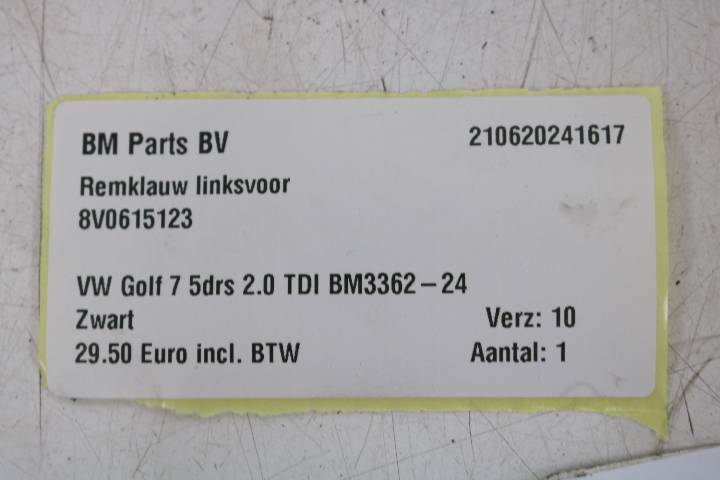 BM Parts BV 210620241617
Remklauw linksvoor
8V0615123
VW Golf 7 5drs 2.0 TDI BM3362-24
Zwart Verz: 10
29.50 Euro incl. BTW Aantal: 1